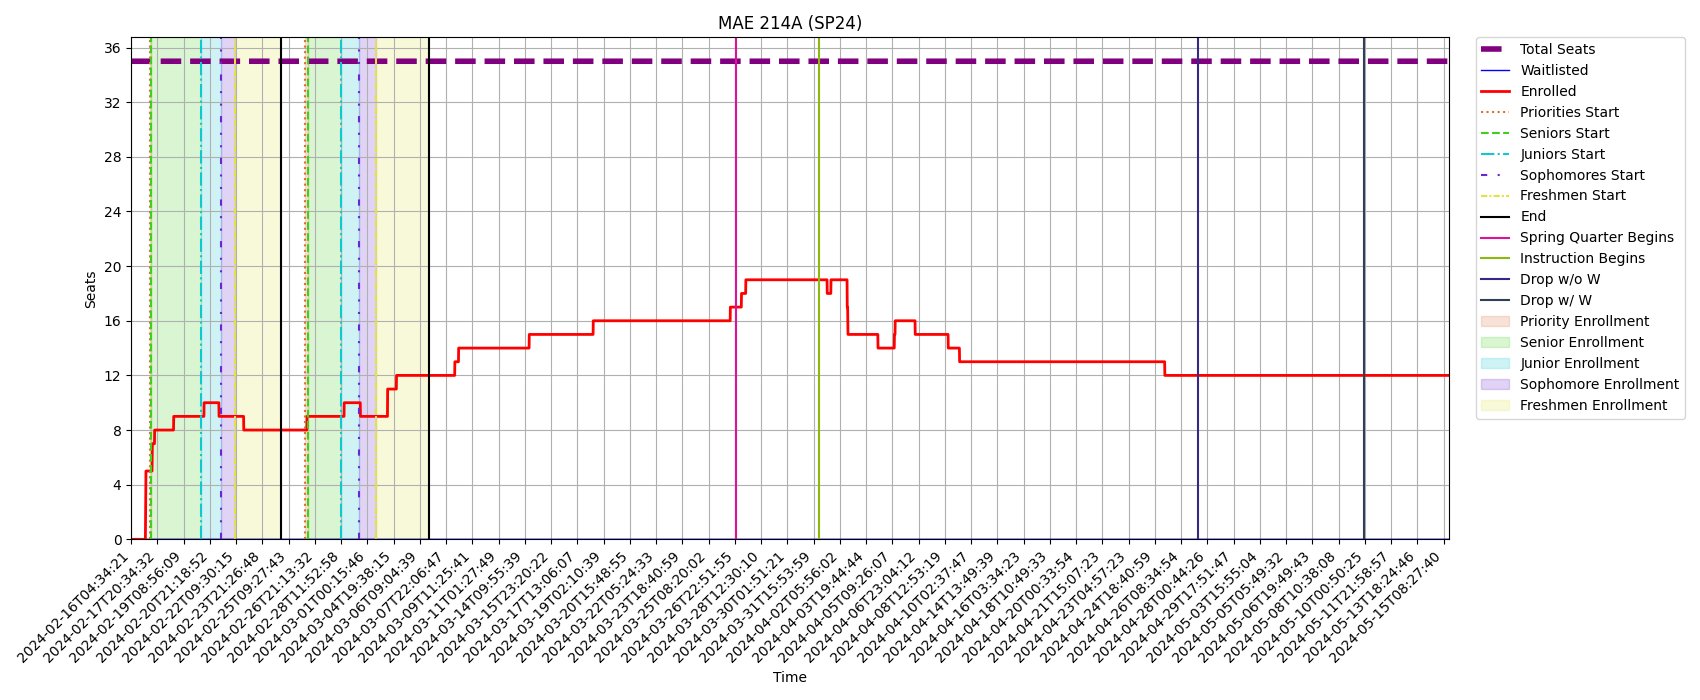 MAE 214A (SP24)
Seats
36
32
28
24
20
16
12
8
4
0
2024-02-16T04:34:21
2024-02-17T20:34:32
2024-02-19T08:56:09
2024-02-20T21:18:52
2024-02-22T09:30:15
2024-02-23T21:26:48
2024-02-25T09:27:43
2024-02-26T21:13:32
2024-02-28T11:52:58
2024-03-01T00:15:46
2024-03-04T19:38:15
2024-03-06T09:04:39
2024-03-07T22:06:47
2024-03-11T11:25:41
2024-03-13T01:27:49
2024-03-14T09:55:39
2024-03-15T23:20:22
2024-03-17T13:06:07
2024-03-19T02:10:39
2024-03-20T15:48:55
2024-03-22T05:24:33
2024-03-23T18:40:59
2024-03-25T08:20:02
2024-03-26T22:51:55
2024-03-28T12:30:10
2024-03-30T01:51:21
2024-03-31T15:53:59
2024-04-02T05:56:02
2024-04-03T19:44:44
2024-04-05T09:26:07
2024-04-06T23:04:12
2024-04-08T12:53:19
2024-04-10T02:37:47
2024-04-14T13:49:39
2024-04-16T03:34:23
2024-04-18T10:49:33
2024-04-20T00:33:54
2024-04-21T15:07:23
2024-04-23T04:57:23
2024-04-24T18:40:59
2024-04-26T08:34:54
2024-04-28T00:44:26
2024-04-29T17:51:47
2024-05-03T15:55:04
2024-05-05T05:49:32
2024-05-06T19:49:43
2024-05-08T10:38:08
2024-05-10T00:50:25
2024-05-11T21:58:57
2024-05-13T18:24:46
2024-05-15T08:27:40
Time
Total Seats
Waitlisted
Enrolled
Priorities Start
Seniors Start
Juniors Start
Sophomores Start
Freshmen Start
End
Spring Quarter Begins
Instruction Begins
Drop w/o W
Drop w/ W
Priority Enrollment
Senior Enrollment
Junior Enrollment
Sophomore Enrollment
Freshmen Enrollment